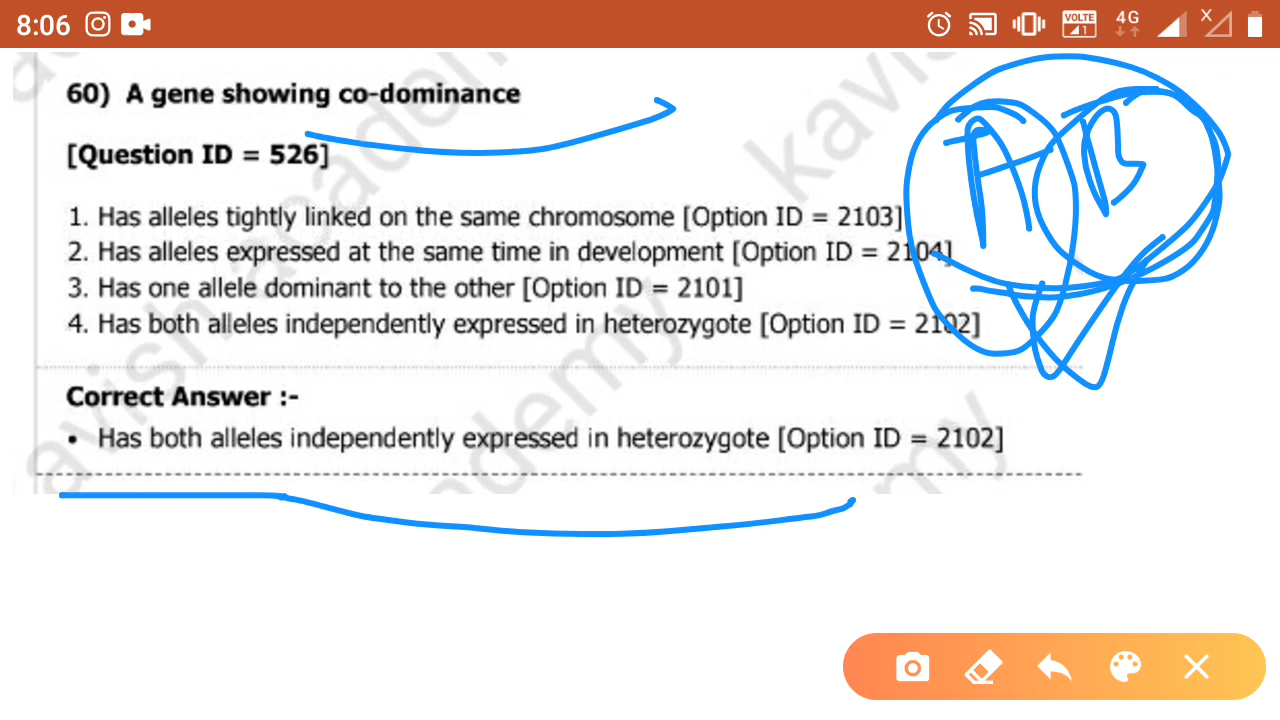 8:06
VOLTE 1 4G X
60) A gene showing co-dominance
[Question ID = 526]
A B
1. Has alleles tightly linked on the same chromosome [Option ID = 2103]
2. Has alleles expressed at the same time in development [Option ID = 2104]
3. Has one allele dominant to the other [Option ID = 2101]
4. Has both alleles independently expressed in heterozygote [Option ID = 2102]
Correct Answer :-
• Has both alleles independently expressed in heterozygote [Option ID = 2102]
kavish academy